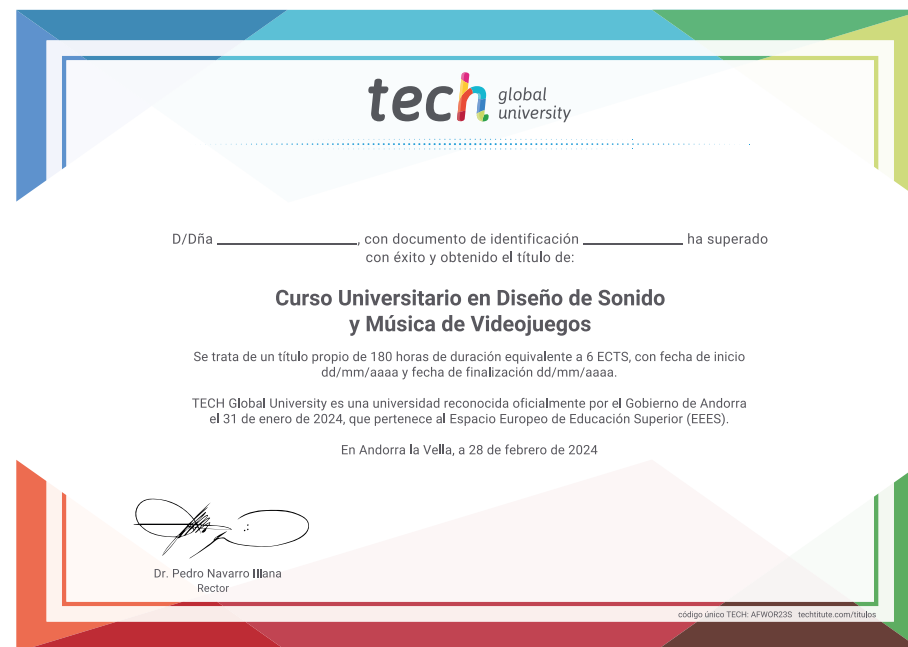 tech global university
D/Dña ____________________, con documento de identificación ______________ ha superado
con éxito y obtenido el título de:
Curso Universitario en Diseño de Sonido
y Música de Videojuegos
Se trata de un título propio de 180 horas de duración equivalente a 6 ECTS, con fecha de inicio
dd/mm/aaaa y fecha de finalización dd/mm/aaaa.
TECH Global University es una universidad reconocida oficialmente por el Gobierno de Andorra
el 31 de enero de 2024, que pertenece al Espacio Europeo de Educación Superior (EEES).
En Andorra la Vella, a 28 de febrero de 2024
Dr. Pedro Navarro Illana
Rector
código único TECH: AFWOR23S techtitute.com/titulos